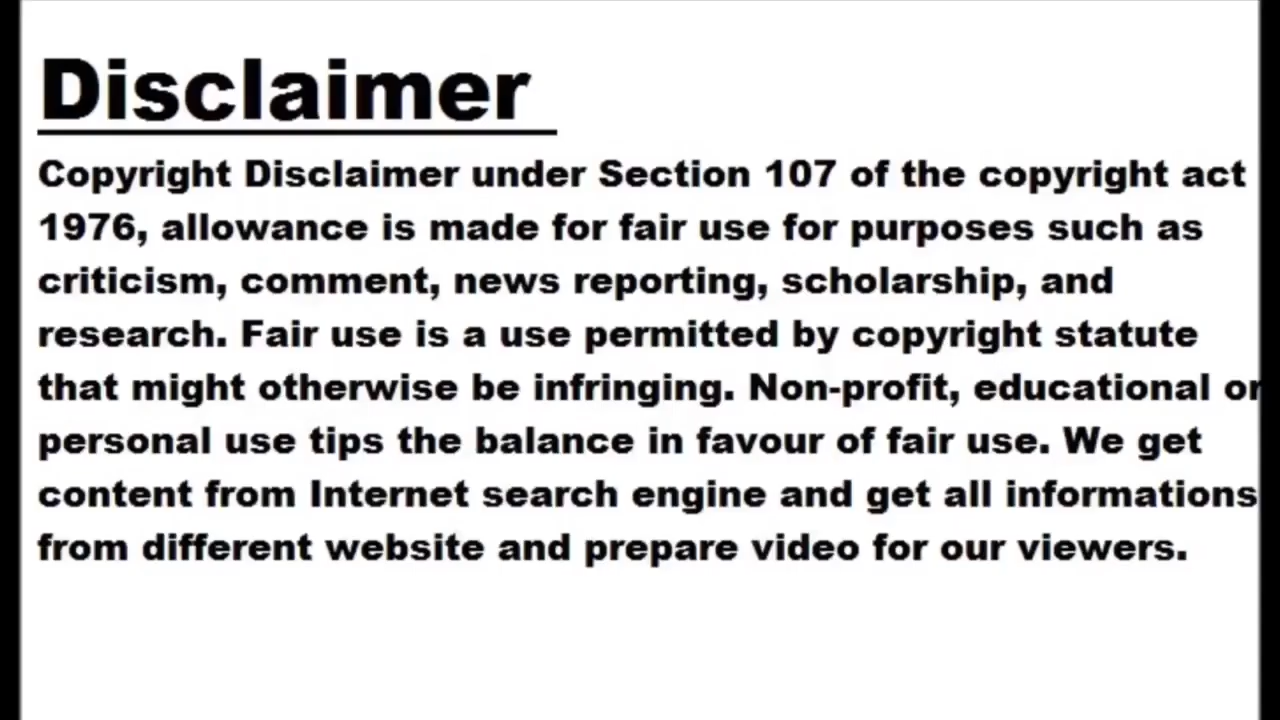 Disclaimer
Copyright Disclaimer under Section 107 of the copyright act
1976, allowance is made for fair use for purposes such as
criticism, comment, news reporting, scholarship, and
research. Fair use is a use permitted by copyright statute
that might otherwise be infringing. Non-profit, educational or
personal use tips the balance in favour of fair use. We get
content from Internet search engine and get all informations
from different website and prepare video for our viewers.